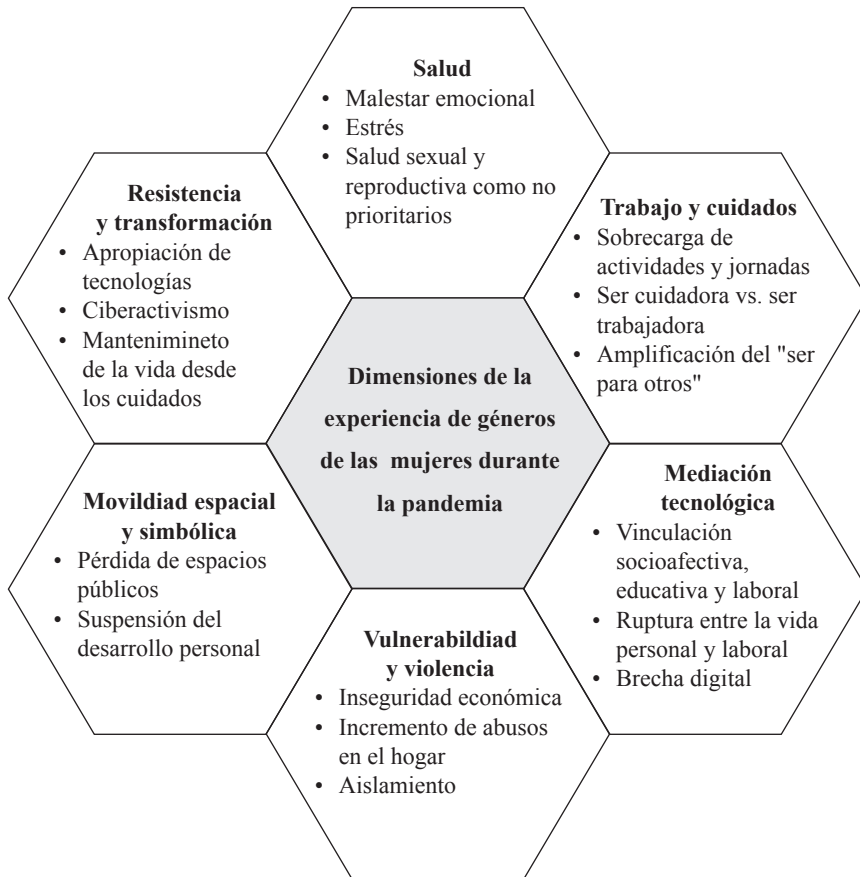 Salud
• Malestar emocional
• Estrés
• Salud sexual y
reproductiva como no
prioritarios
Trabajo y cuidados
• Sobrecarga de
actividades y jornadas
• Ser cuidadora vs. ser
trabajadora
• Amplificación del "ser
para otros"
Mediación
tecnológica
• Vinculación
socioafectiva,
educativa y laboral
• Ruptura entre la vida
personal y laboral
• Brecha digital
Vulnerabildiad
y violencia
• Inseguridad económica
• Incremento de abusos
en el hogar
• Aislamiento
Movildiad espacial
y simbólica
• Pérdida de espacios
públicos
• Suspensión del
desarrollo personal
Resistencia
y transformación
• Apropiación de
tecnologías
• Ciberactivismo
• Mantenimineto
de la vida desde
los cuidados
Dimensiones de la
experiencia de géneros
de las mujeres durante
la pandemia